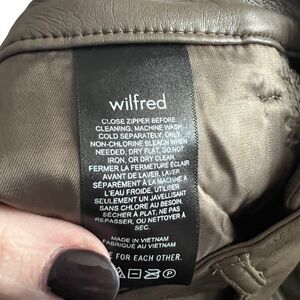 wilfred
CLOSE ZIPPER BEFORE
CLEANING, MACHINE WASH
COLD SEPARATELY, ONLY
NON-CHLORINE BLEACH WHEN
NEEDED, DRY FLAT, DO NOT
IRON, OR DRY CLEAN.
FERMER LA FERMETURE ÉCLAIR
AVANT DE LAVER, LAVER
SÉPARÉMENT À LA MACHINE À
L'EAU FROIDE, UTILISER
SEULEMENT UN JAVELLISANT
SANS CHLORE AU BESOIN,
SÉCHER À PLAT, NE PAS
REPASSER, OU NETTOYER À
SEC.
MADE IN VIETNAM
FABRIQUÉ AU VIETNAM
FOR EACH OTHER.